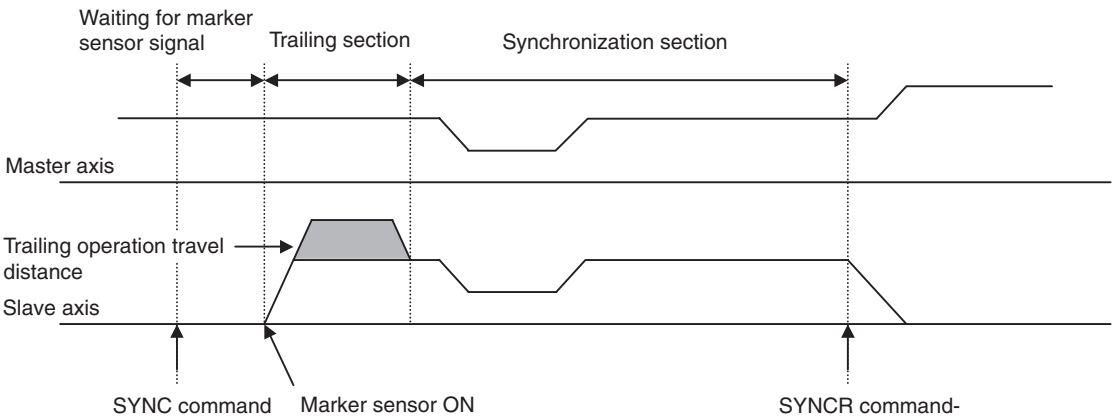 Waiting for marker
sensor signal
Trailing section
Synchronization section
Master axis
Trailing operation travel
distance
Slave axis
SYNC command
Marker sensor ON
SYNCR command-